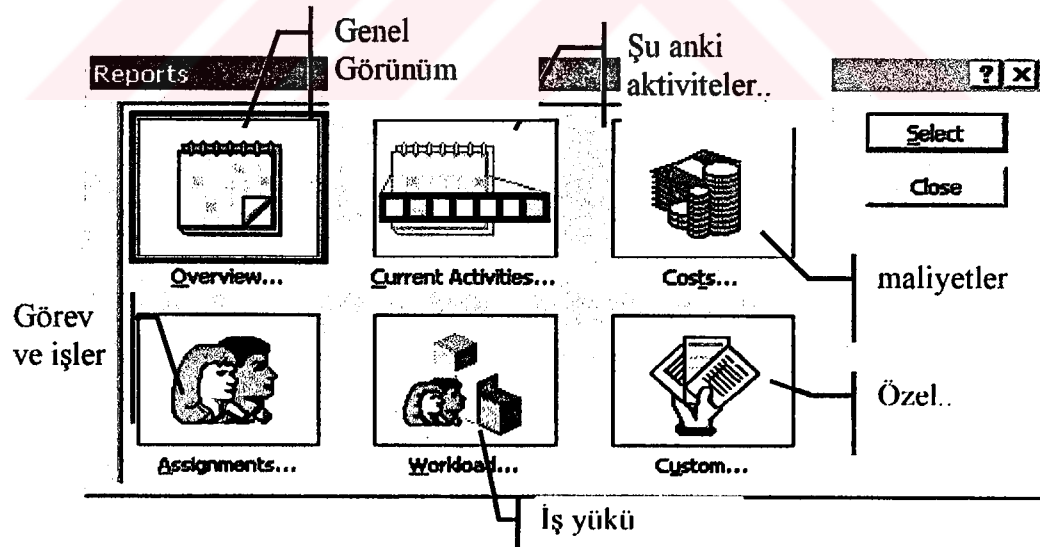 Genel
Görünüm
Şu anki
aktiviteler..
Reports
Select
Close
Overview...
Current Activities...
Costs...
maliyetler
Görev
ve işler
Özel..
Assignments...
Workload...
Custom...
İş yükü